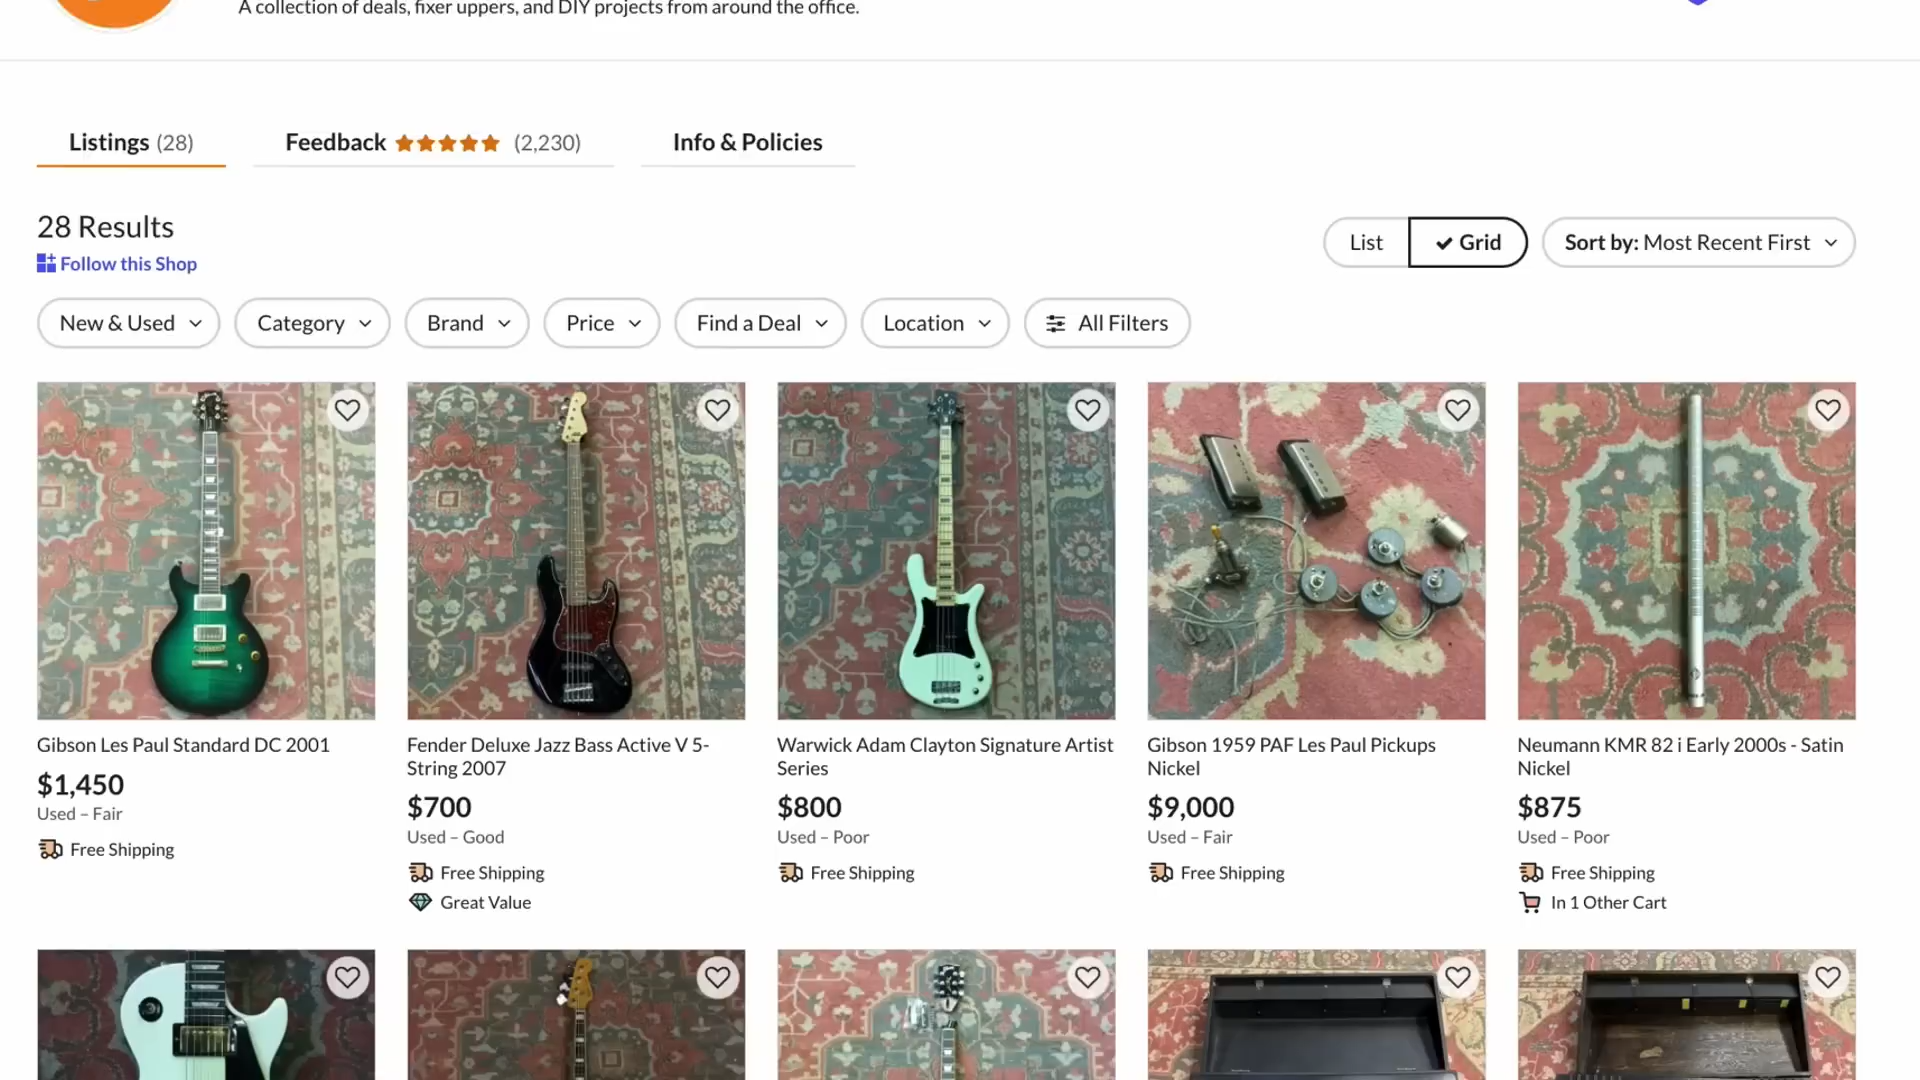 A collection of deals, fixer uppers, and DIY projects from around the office.
Listings (28)
Feedback (2,230)
Info & Policies
28 Results
Follow this Shop
List
Grid
Sort by: Most Recent First
New & Used
Category
Brand
Price
Find a Deal
Location
All Filters
Gibson Les Paul Standard DC 2001
$1,450
Used – Fair
Free Shipping
Fender Deluxe Jazz Bass Active V 5-
String 2007
$700
Used – Good
Free Shipping
Great Value
Warwick Adam Clayton Signature Artist
Series
$800
Used – Poor
Free Shipping
Gibson 1959 PAF Les Paul Pickups
Nickel
$9,000
Used – Fair
Free Shipping
Neumann KMR 82 i Early 2000s - Satin
Nickel
$875
Used – Poor
Free Shipping
In 1 Other Cart